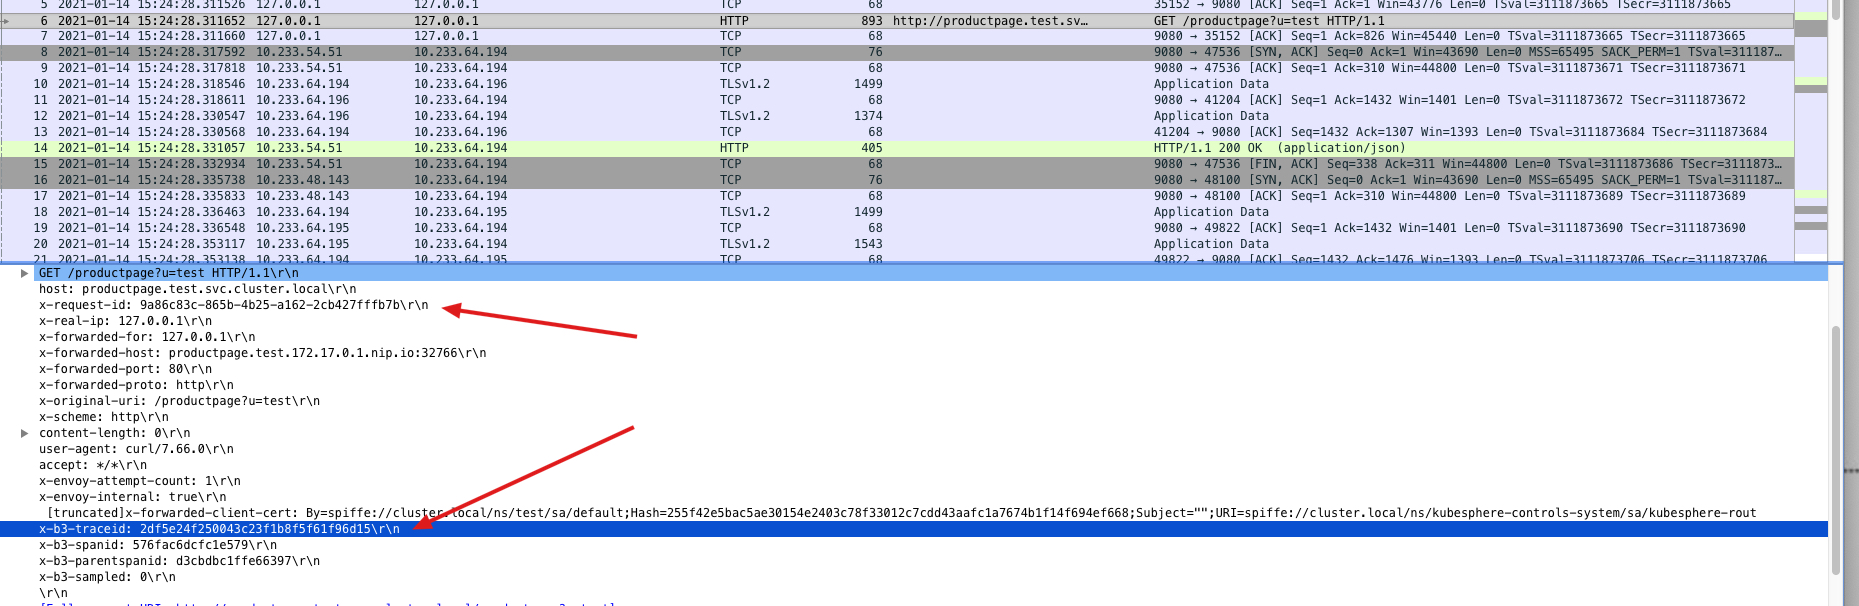 5 2021-01-14 15:24:28.311526 127.0.0.1 127.0.0.1 TCP 68 35152 → 9080 [ACK] Seq=1 Ack=1 Win=43776 Len=0 TSval=3111873665 TSecr=3111873665
6 2021-01-14 15:24:28.311652 127.0.0.1 127.0.0.1 HTTP 893 http://productpage.test.sv… GET /productpage?u=test HTTP/1.1
7 2021-01-14 15:24:28.311660 127.0.0.1 127.0.0.1 TCP 68 9080 → 35152 [ACK] Seq=1 Ack=826 Win=45440 Len=0 TSval=3111873665 TSecr=3111873665
8 2021-01-14 15:24:28.317592 10.233.54.51 10.233.64.194 TCP 76 9080 → 47536 [SYN, ACK] Seq=0 Ack=1 Win=43690 Len=0 MSS=65495 SACK_PERM=1 TSval=311187…
9 2021-01-14 15:24:28.317818 10.233.54.51 10.233.64.194 TCP 68 9080 → 47536 [ACK] Seq=1 Ack=310 Win=44800 Len=0 TSval=3111873671 TSecr=3111873671
10 2021-01-14 15:24:28.318546 10.233.64.194 10.233.64.196 TLSv1.2 1499 Application Data
11 2021-01-14 15:24:28.318611 10.233.64.196 10.233.64.194 TCP 68 9080 → 41204 [ACK] Seq=1 Ack=1432 Win=1401 Len=0 TSval=3111873672 TSecr=3111873672
12 2021-01-14 15:24:28.330547 10.233.64.196 10.233.64.194 TLSv1.2 1374 Application Data
13 2021-01-14 15:24:28.330568 10.233.64.194 10.233.64.196 TCP 68 41204 → 9080 [ACK] Seq=1432 Ack=1307 Win=1393 Len=0 TSval=3111873684 TSecr=3111873684
14 2021-01-14 15:24:28.331057 10.233.54.51 10.233.64.194 HTTP 405 HTTP/1.1 200 OK (application/json)
15 2021-01-14 15:24:28.332934 10.233.54.51 10.233.64.194 TCP 68 9080 → 47536 [FIN, ACK] Seq=338 Ack=311 Win=44800 Len=0 TSval=3111873686 TSecr=3111873…
16 2021-01-14 15:24:28.335738 10.233.48.143 10.233.64.194 TCP 76 9080 → 48100 [SYN, ACK] Seq=0 Ack=1 Win=43690 Len=0 MSS=65495 SACK_PERM=1 TSval=311187…
17 2021-01-14 15:24:28.335833 10.233.48.143 10.233.64.194 TCP 68 9080 → 48100 [ACK] Seq=1 Ack=310 Win=44800 Len=0 TSval=3111873689 TSecr=3111873689
18 2021-01-14 15:24:28.336463 10.233.64.194 10.233.64.195 TLSv1.2 1499 Application Data
19 2021-01-14 15:24:28.336548 10.233.64.195 10.233.64.194 TCP 68 9080 → 49822 [ACK] Seq=1 Ack=1432 Win=1401 Len=0 TSval=3111873690 TSecr=3111873690
20 2021-01-14 15:24:28.353117 10.233.64.195 10.233.64.194 TLSv1.2 1543 Application Data
21 2021-01-14 15:24:28.353138 10.233.64.194 10.233.64.195 TCP 68 49822 → 9080 [ACK] Seq=1432 Ack=1476 Win=1393 Len=0 TSval=3111873706 TSecr=3111873706
GET /productpage?u=test HTTP/1.1\r\n
host: productpage.test.svc.cluster.local\r\n
x-request-id: 9a86c83c-865b-4b25-a162-2cb427fffb7b\r\n
x-real-ip: 127.0.0.1\r\n
x-forwarded-for: 127.0.0.1\r\n
x-forwarded-host: productpage.test.172.17.0.1.nip.io:32766\r\n
x-forwarded-port: 80\r\n
x-forwarded-proto: http\r\n
x-original-uri: /productpage?u=test\r\n
x-scheme: http\r\n
content-length: 0\r\n
user-agent: curl/7.66.0\r\n
accept: */*\r\n
x-envoy-attempt-count: 1\r\n
x-envoy-internal: true\r\n
[truncated]x-forwarded-client-cert: By=spiffe://cluster.local/ns/test/sa/default;Hash=255f42e5bac5ae30154e2403c78f33012c7cdd43aafc1a7674b1f14f694ef668;Subject="";URI=spiffe://cluster.local/ns/kubesphere-controls-system/sa/kubesphere-rout
x-b3-traceid: 2df5e24f250043c23f1b8f5f61f96d15\r\n
x-b3-spanid: 576fac6dcfc1e579\r\n
x-b3-parentspanid: d3cbdbc1ffe66397\r\n
x-b3-sampled: 0\r\n
\r\n